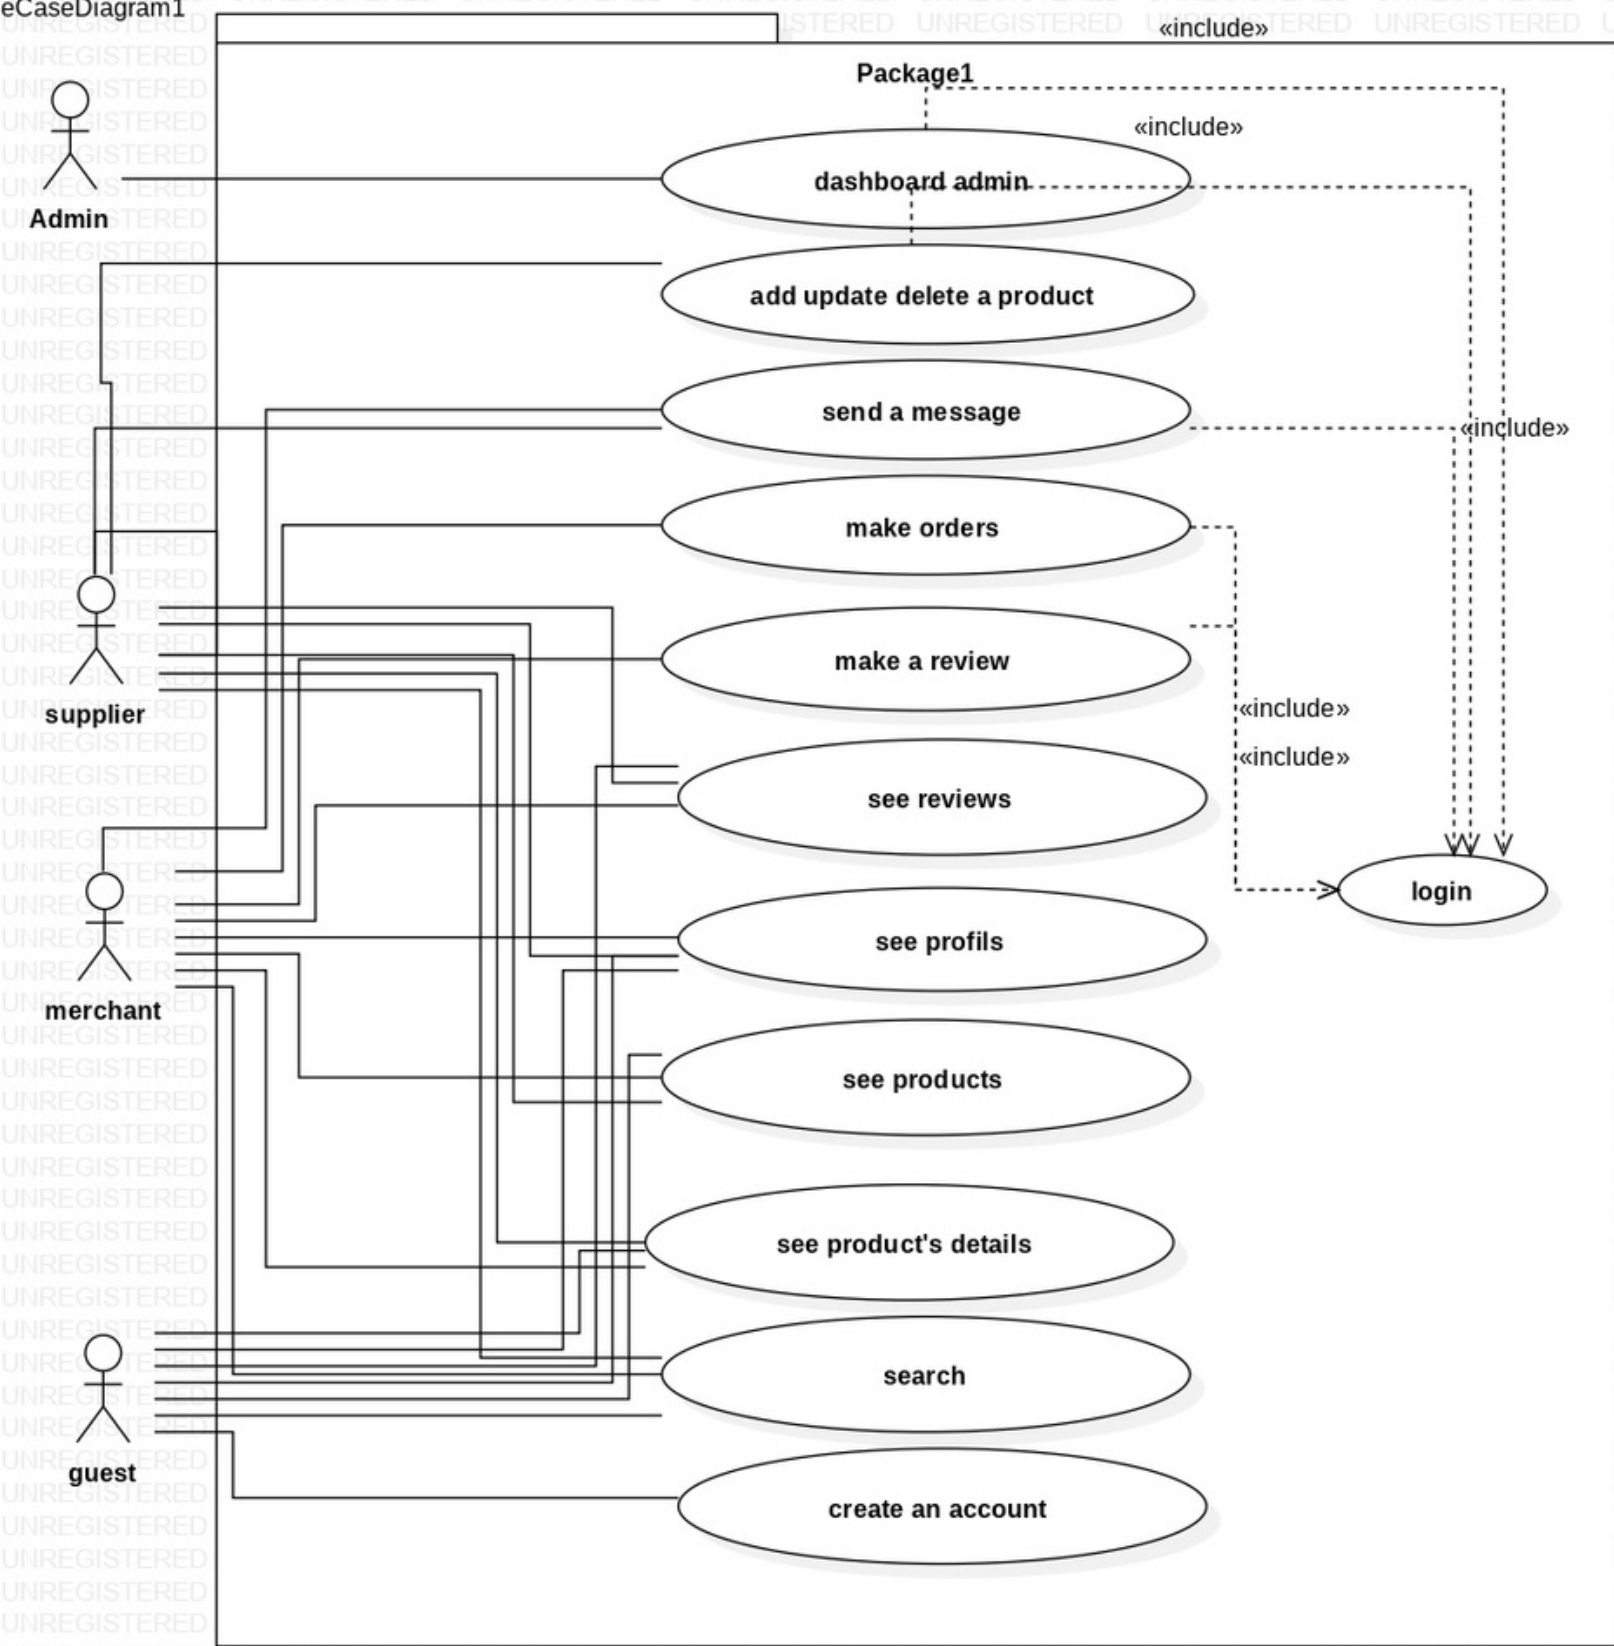 eCaseDiagram1
«include»
Package1
«include»
dashboard admin
Admin
add update delete a product
send a message
«include»
make orders
make a review
supplier
«include»
«include»
see reviews
login
see profils
merchant
see products
see product's details
search
guest
create an account
UNREGISTERED